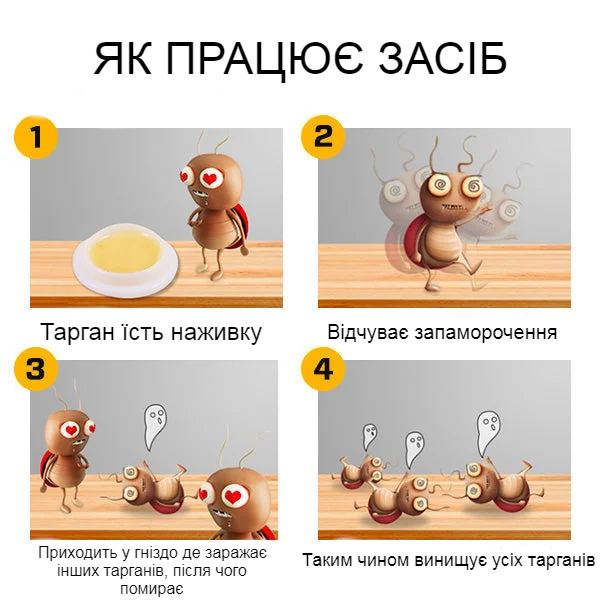 ЯК ПРАЦЮЄ ЗАСІБ
1
2
Тарган їсть наживку
Відчуває запаморочення
3
4
Приходить у гніздо де заражає
інших тарганів, після чого
помирає
Таким чином винищує усіх тарганів